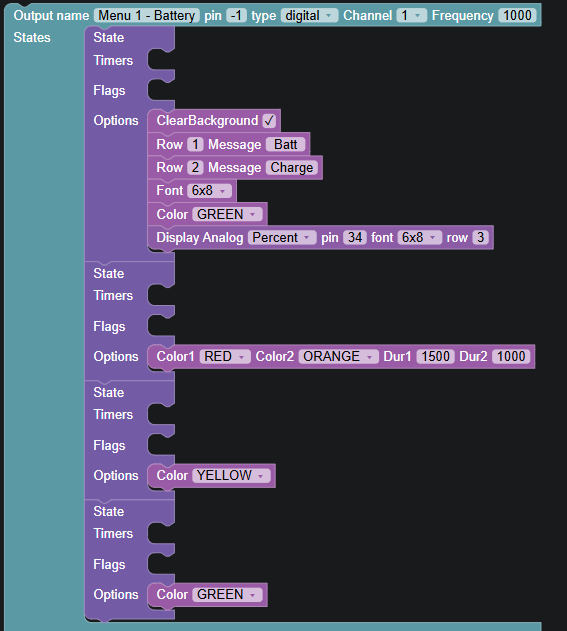 Output name Menu 1 - Battery pin -1 type digital Channel 1 Frequency 1000
States State
Timers
Flags
Options ClearBackground ✓
Row 1 Message Batt
Row 2 Message Charge
Font 6x8
Color GREEN
Display Analog Percent pin 34 font 6x8 row 3
State
Timers
Flags
Options Color1 RED Color2 ORANGE Dur1 1500 Dur2 1000
State
Timers
Flags
Options Color YELLOW
State
Timers
Flags
Options Color GREEN